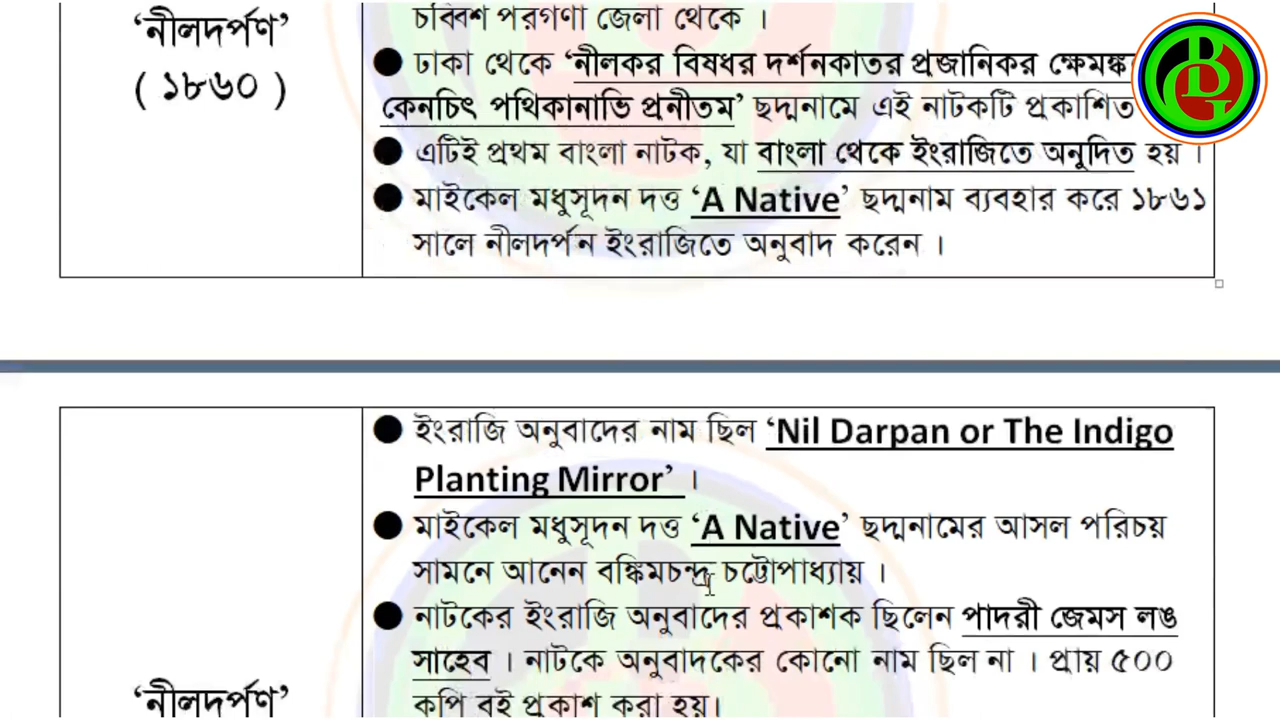 ‘নীলদর্পণ’
( ১৮৬০ )
চব্বিশ পরগণা জেলা থেকে ।
● ঢাকা থেকে ‘নীলকর বিষধর দর্শনকাতর প্রজানিকর ক্ষেমঙ্ক
কেনচিৎ পথিকানাভি প্রনীতম’ ছদ্মনামে এই নাটকটি প্রকাশিত
● এটিই প্রথম বাংলা নাটক, যা বাংলা থেকে ইংরাজিতে অনুদিত হয় ।
● মাইকেল মধুসূদন দত্ত ‘A Native’ ছদ্মনাম ব্যবহার করে ১৮৬১
সালে নীলদর্পন ইংরাজিতে অনুবাদ করেন ।
● ইংরাজি অনুবাদের নাম ছিল ‘Nil Darpan or The Indigo
Planting Mirror’ ।
● মাইকেল মধুসূদন দত্ত ‘A Native’ ছদ্মনামের আসল পরিচয়
সামনে আনেন বঙ্কিমচন্দ্র চট্টোপাধ্যায় ।
● নাটকের ইংরাজি অনুবাদের প্রকাশক ছিলেন পাদরী জেমস লঙ
সাহেব । নাটকে অনুবাদকের কোনো নাম ছিল না । প্রায় ৫০০
কপি বই প্রকাশ করা হয়।
‘নীলদর্পণ’